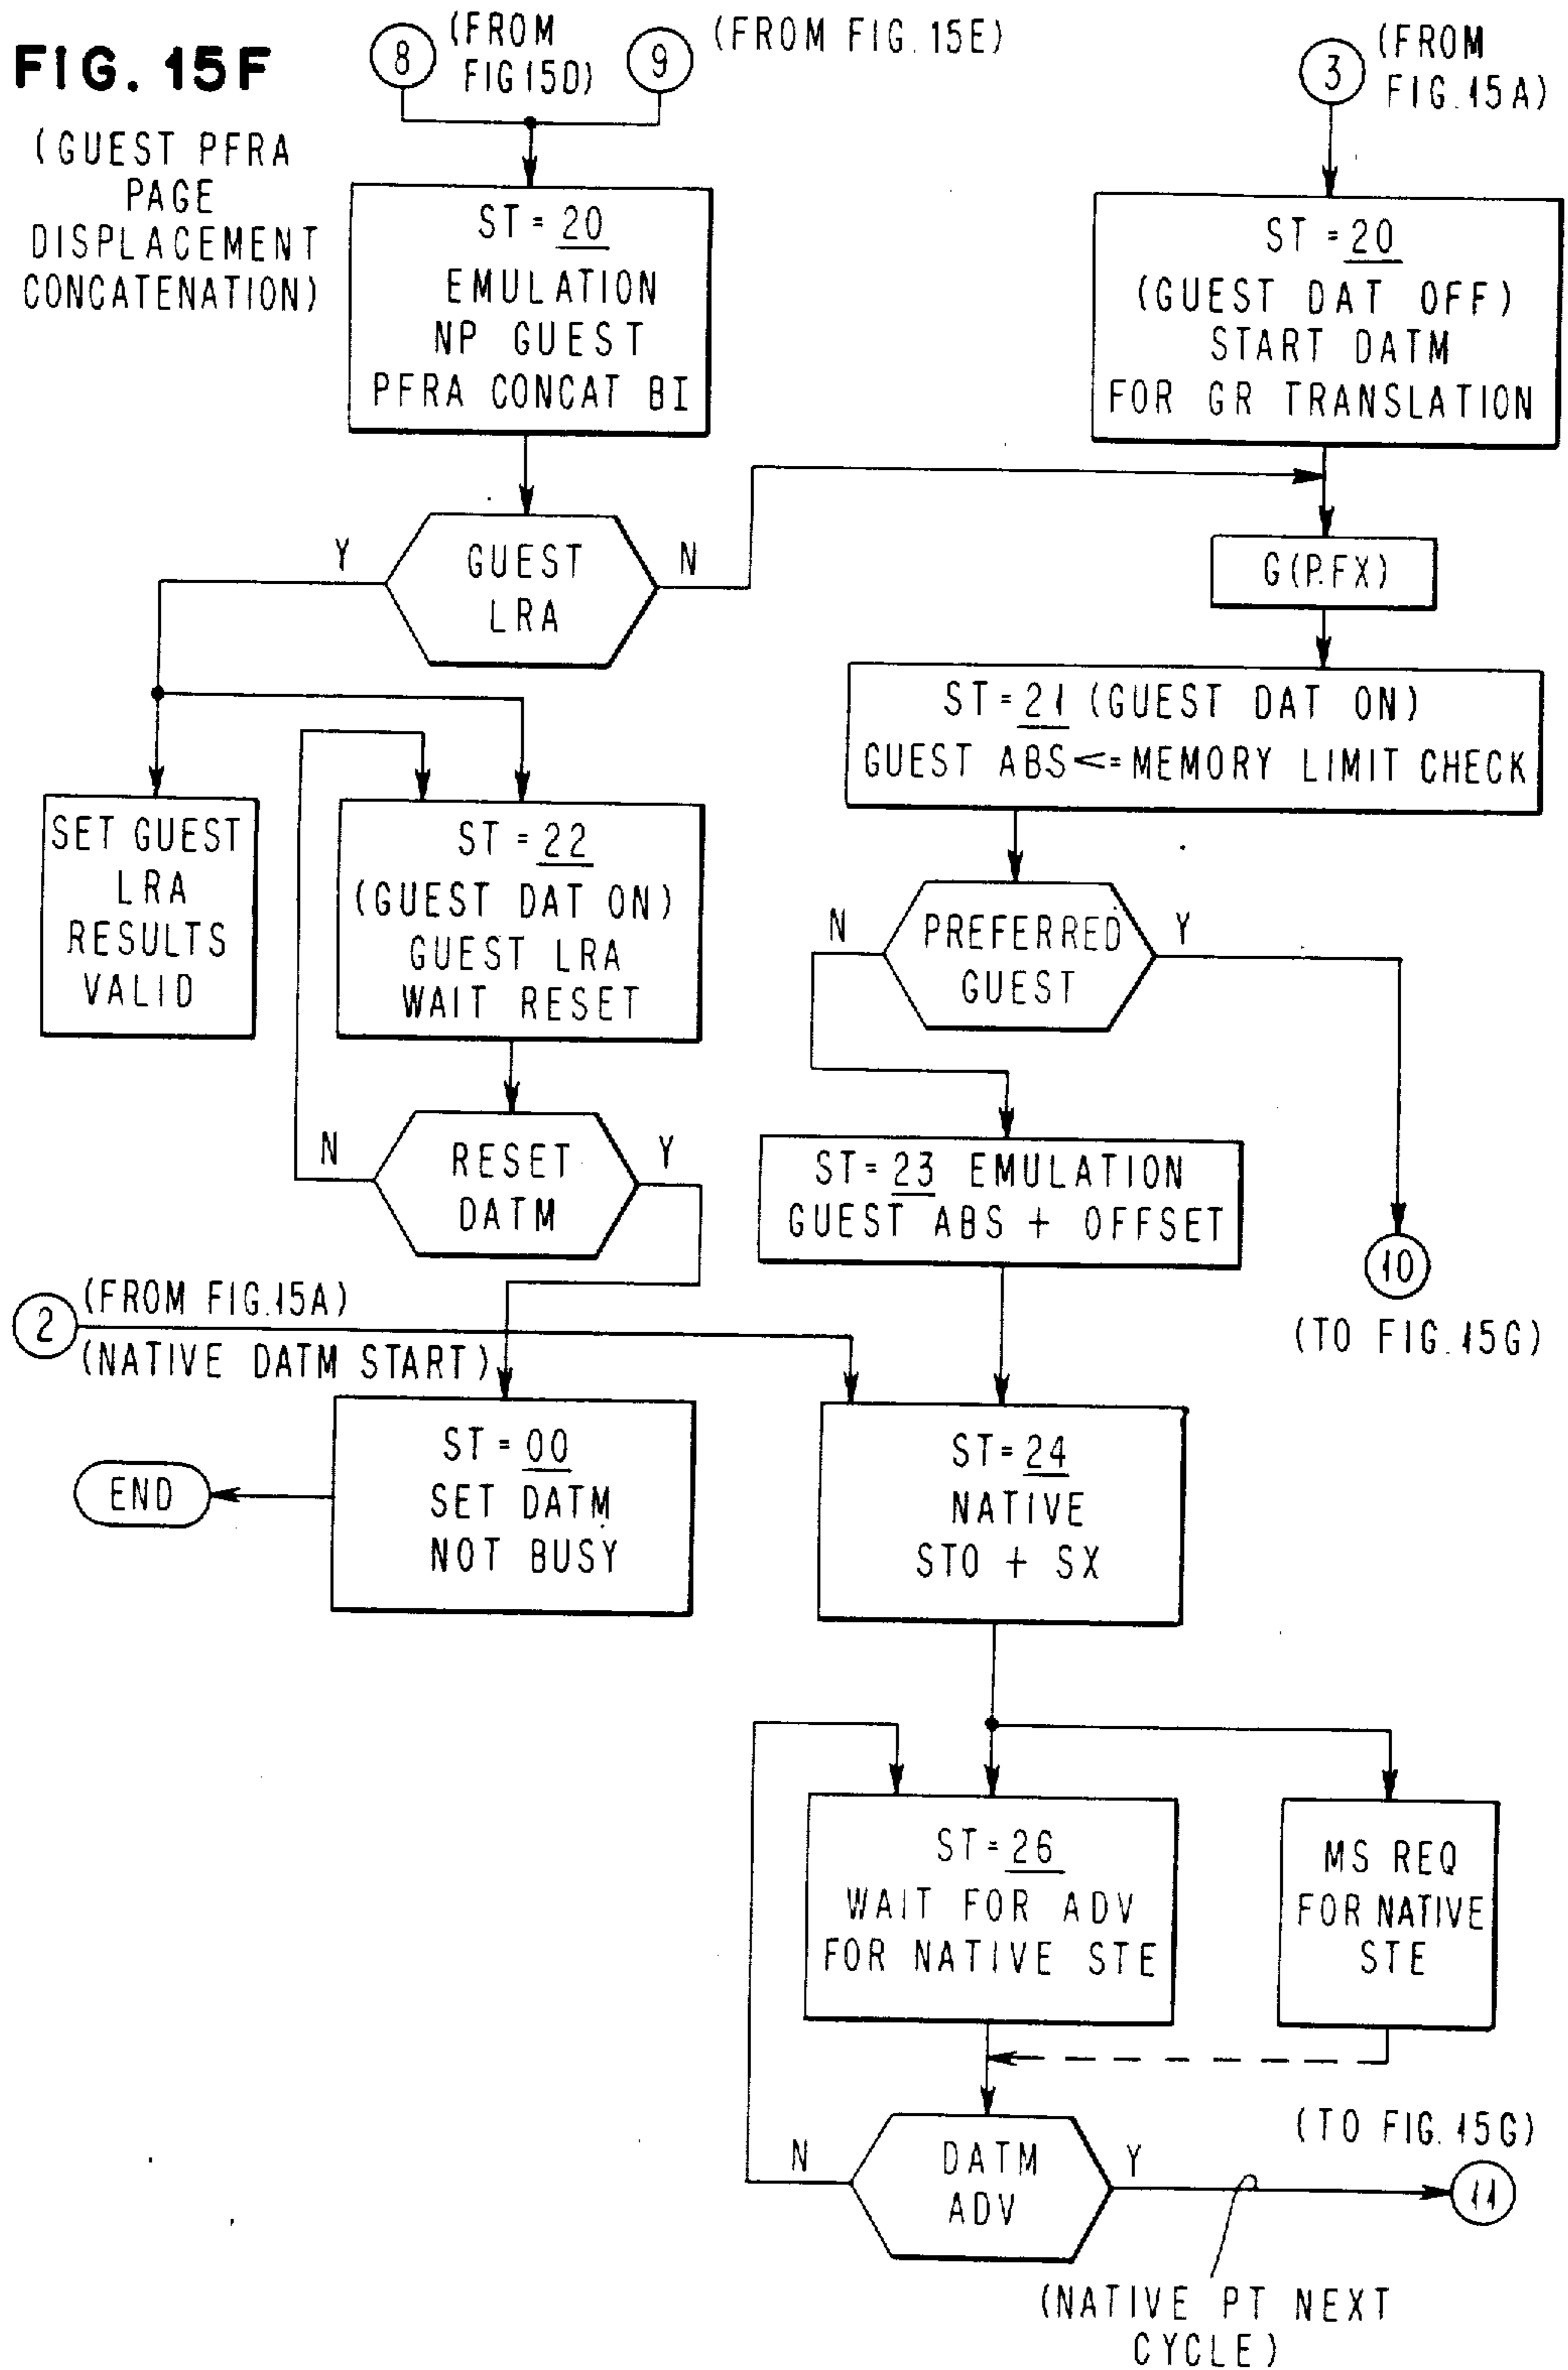 FIG. 15F
(GUEST PFRA
PAGE
DISPLACEMENT
CONCATENATION)
8
(FROM
FIG 15D)
9
(FROM FIG. 15E)
3
(FROM
FIG. 15A)
ST = 20
EMULATION
NP GUEST
PFRA CONCAT BI
ST = 20
(GUEST DAT OFF)
START DATM
FOR GR TRANSLATION
GUEST
LRA
Y
N
G(PFX)
ST = 21 (GUEST DAT ON)
GUEST ABS <= MEMORY LIMIT CHECK
SET GUEST
LRA
RESULTS
VALID
ST = 22
(GUEST DAT ON)
GUEST LRA
WAIT RESET
PREFERRED
GUEST
N
Y
RESET
DATM
N
Y
ST = 23 EMULATION
GUEST ABS + OFFSET
10
(TO FIG. 15G)
2
(FROM FIG. 15A)
(NATIVE DATM START)
ST = 00
SET DATM
NOT BUSY
END
ST = 24
NATIVE
STO + SX
ST = 26
WAIT FOR ADV
FOR NATIVE STE
MS REQ
FOR NATIVE
STE
DATM
ADV
N
Y
(TO FIG. 15G)
11
(NATIVE PT NEXT
CYCLE)